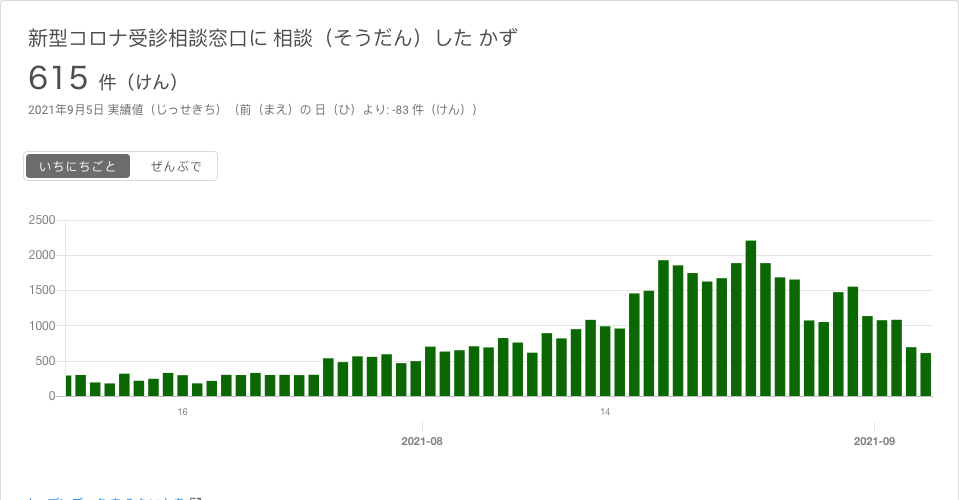 新型コロナ受診相談窓口に 相談（そうだん）した かず
615 件（けん）
2021年9月5日 実績値（じっせきち）（前（まえ）の 日（ひ）より: -83 件（けん））
いちにちごと ぜんぶで
2500
2000
1500
1000
500
0
16 14
2021-08 2021-09